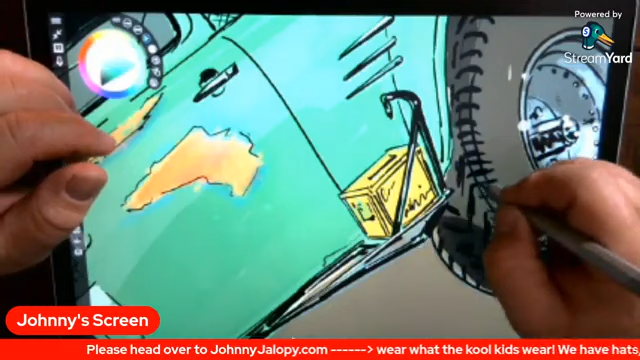 Powered by
StreamYard
Johnny's Screen
Please head over to JohnnyJalopy.com ------> wear what the kool kids wear! We have hats